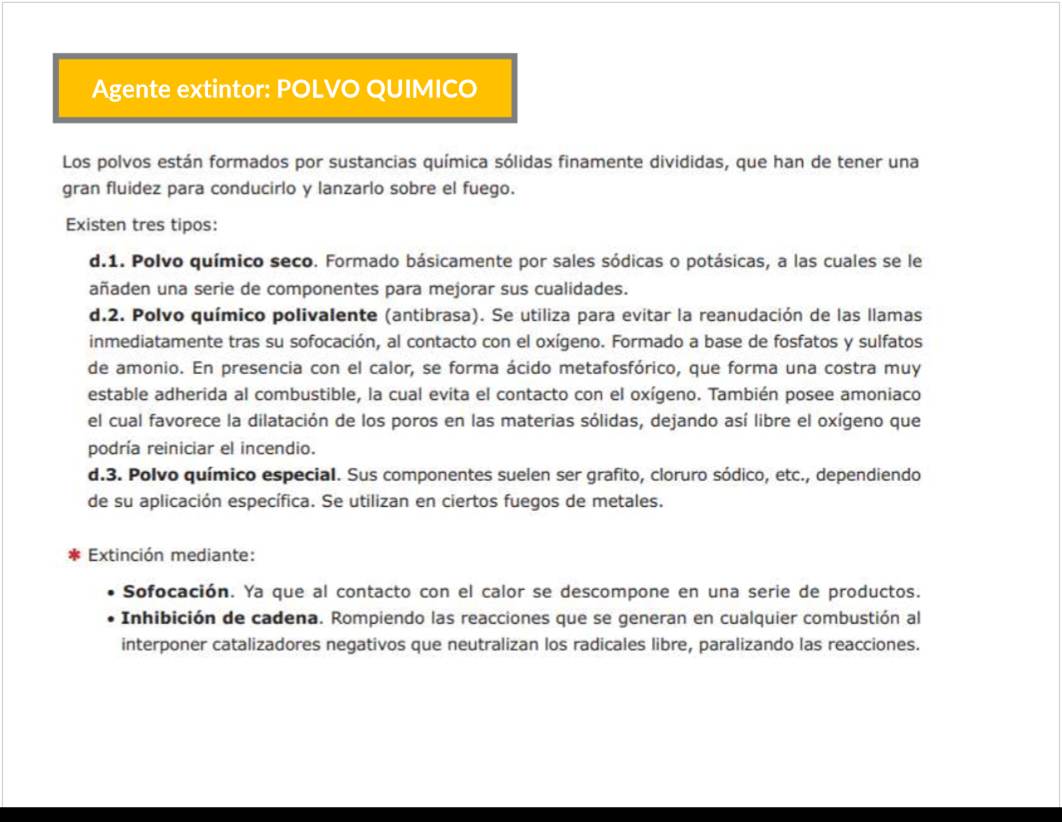 Agente extintor: POLVO QUIMICO
Los polvos están formados por sustancias química sólidas finamente divididas, que han de tener una
gran fluidez para conducirlo y lanzarlo sobre el fuego.
Existen tres tipos:
d.1. Polvo químico seco. Formado básicamente por sales sódicas o potásicas, a las cuales se le
añaden una serie de componentes para mejorar sus cualidades.
d.2. Polvo químico polivalente (antibrasa). Se utiliza para evitar la reanudación de las llamas
inmediatamente tras su sofocación, al contacto con el oxígeno. Formado a base de fosfatos y sulfatos
de amonio. En presencia con el calor, se forma ácido metafosfórico, que forma una costra muy
estable adherida al combustible, la cual evita el contacto con el oxígeno. También posee amoniaco
el cual favorece la dilatación de los poros en las materias sólidas, dejando así libre el oxígeno que
podría reiniciar el incendio.
d.3. Polvo químico especial. Sus componentes suelen ser grafito, cloruro sódico, etc., dependiendo
de su aplicación específica. Se utilizan en ciertos fuegos de metales.
✱ Extinción mediante:
• Sofocación. Ya que al contacto con el calor se descompone en una serie de productos.
• Inhibición de cadena. Rompiendo las reacciones que se generan en cualquier combustión al
interponer catalizadores negativos que neutralizan los radicales libre, paralizando las reacciones.